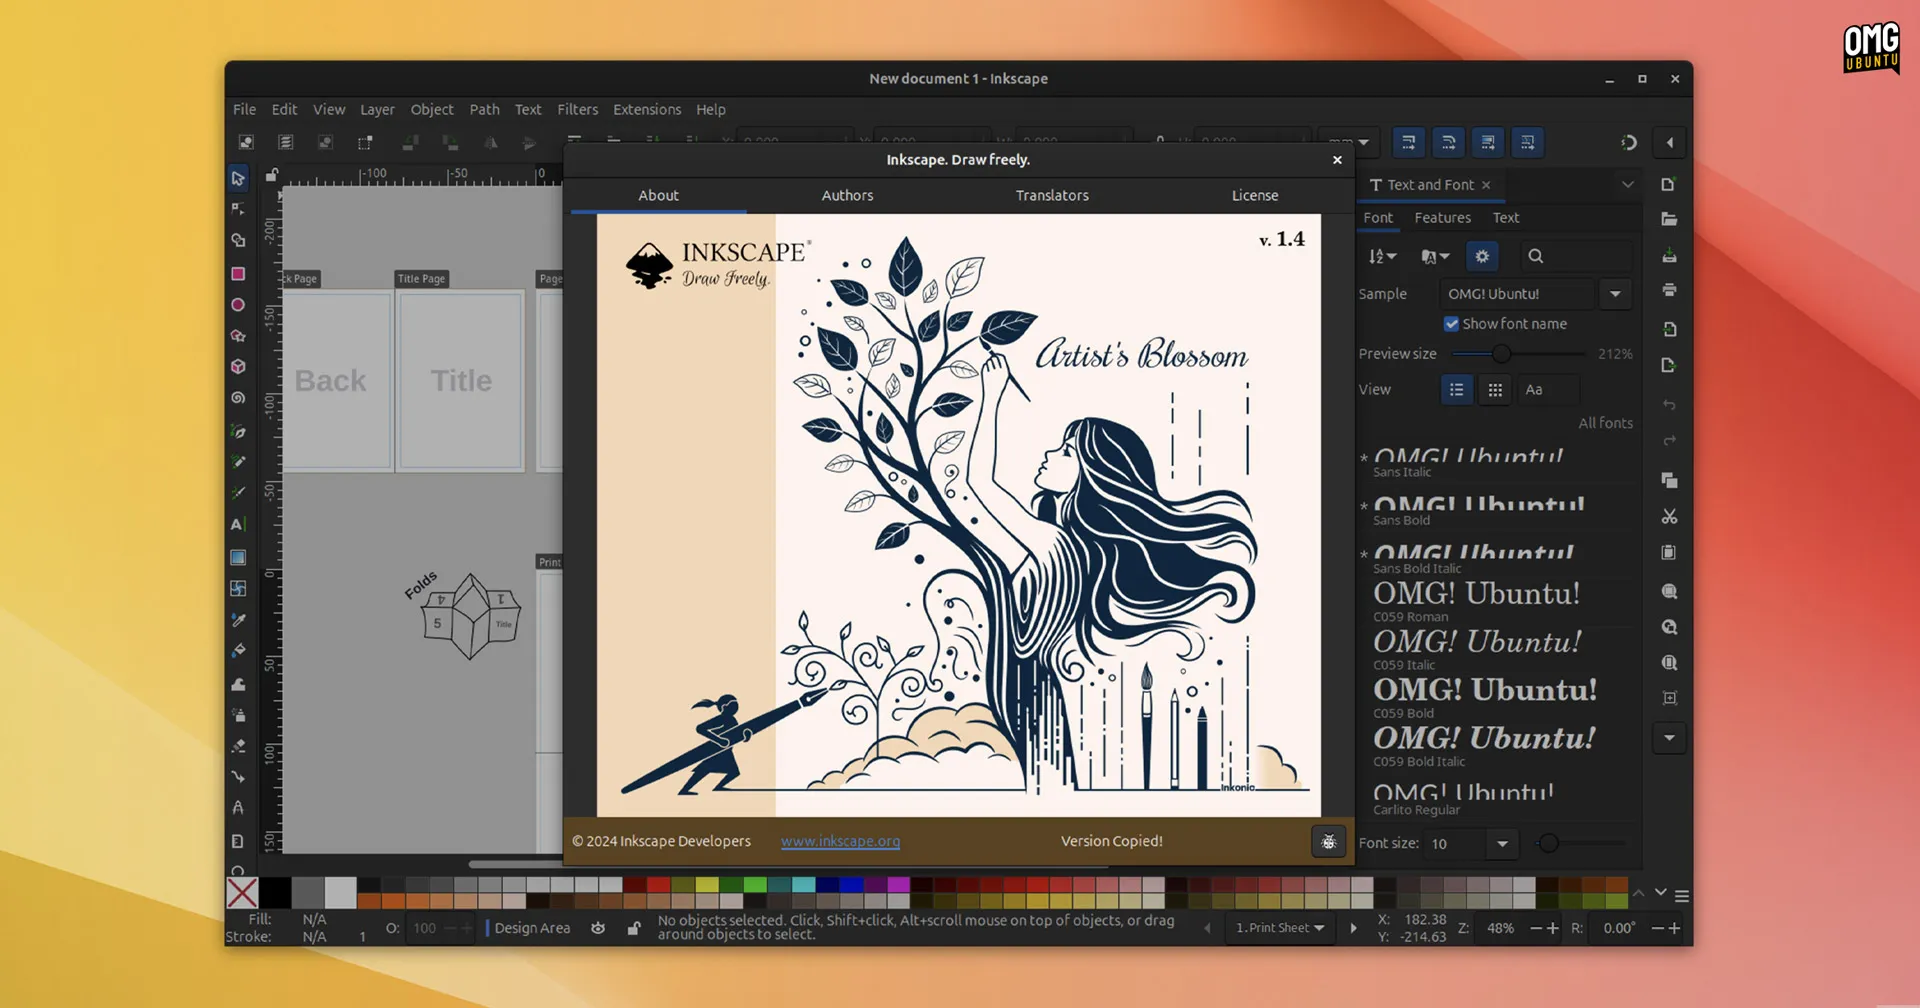 OMG
UBUNTU
New document 1 - Inkscape
File Edit View Layer Object Path Text Filters Extensions Help
mm
Inkscape. Draw freely.
About Authors Translators License
-100 -50 0
-200
-150
-100
-50
0
50
100
150
ck Page
Title Page
Page
Back
Title
Print
Folds
4
1
5
Title
INKSCAPE
Draw Freely.
v. 1.4
Artist's Blossom
Inkonic
© 2024 Inkscape Developers www.inkscape.org Version Copied!
Text and Font
Font Features Text
Sample OMG! Ubuntu!
Show font name
Preview size 212%
View Aa
All fonts
* OMG! Ubuntu!
Sans Italic
* OMG! Ubuntu!
Sans Bold
* OMG! Ubuntu!
Sans Bold Italic
OMG! Ubuntu!
C059 Roman
OMG! Ubuntu!
C059 Italic
OMG! Ubuntu!
C059 Bold
OMG! Ubuntu!
C059 Bold Italic
OMG! Ubuntu!
Carlito Regular
Font size: 10
Fill: N/A
Stroke: N/A 1
O: 100
Design Area
No objects selected. Click, Shift+click, Alt+scroll mouse on top of objects, or drag
around objects to select.
1.Print Sheet
X: 182.38
Y: -214.63
Z: 48%
R: 0.00°